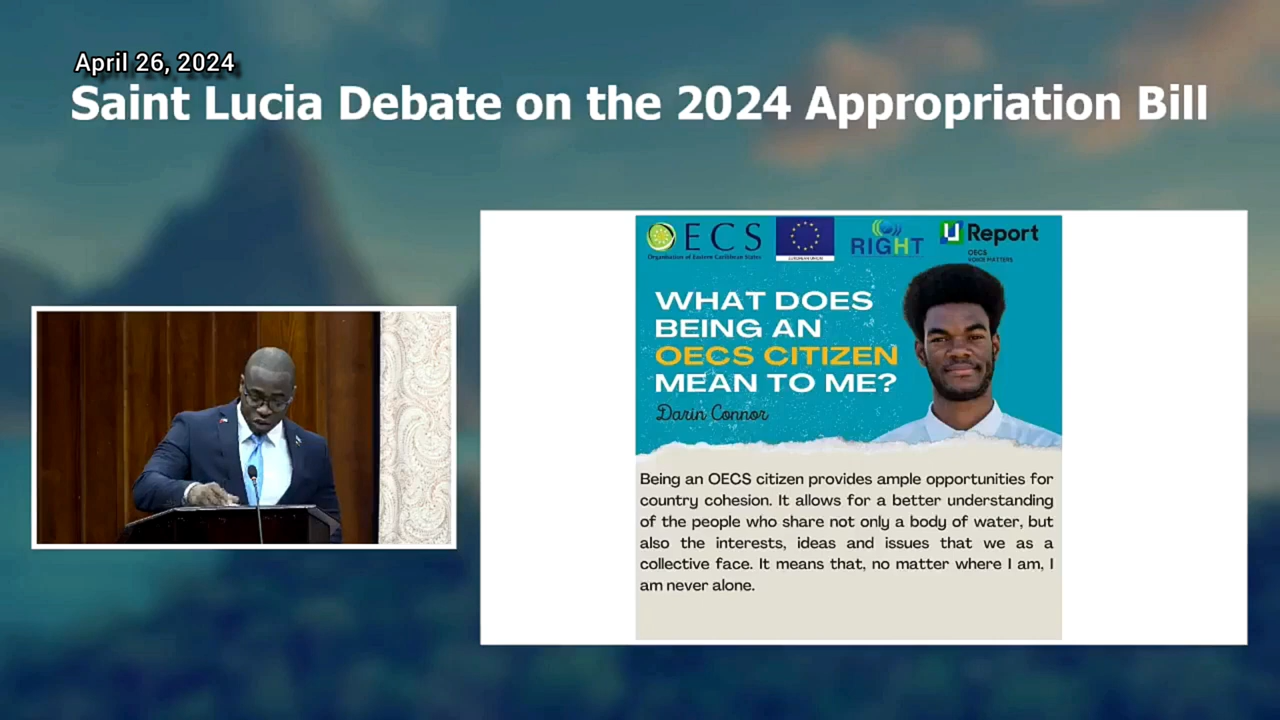 April 26, 2024
Saint Lucia Debate on the 2024 Appropriation Bill
OECS
Organisation of Eastern Caribbean States
EUROPEAN UNION
RIGHT
U Report
OECS
VOICE MATTERS
WHAT DOES
BEING AN
OECS CITIZEN
MEAN TO ME?
Darin Connor
Being an OECS citizen provides ample opportunities for
country cohesion. It allows for a better understanding
of the people who share not only a body of water, but
also the interests, ideas and issues that we as a
collective face. It means that, no matter where I am, I
am never alone.